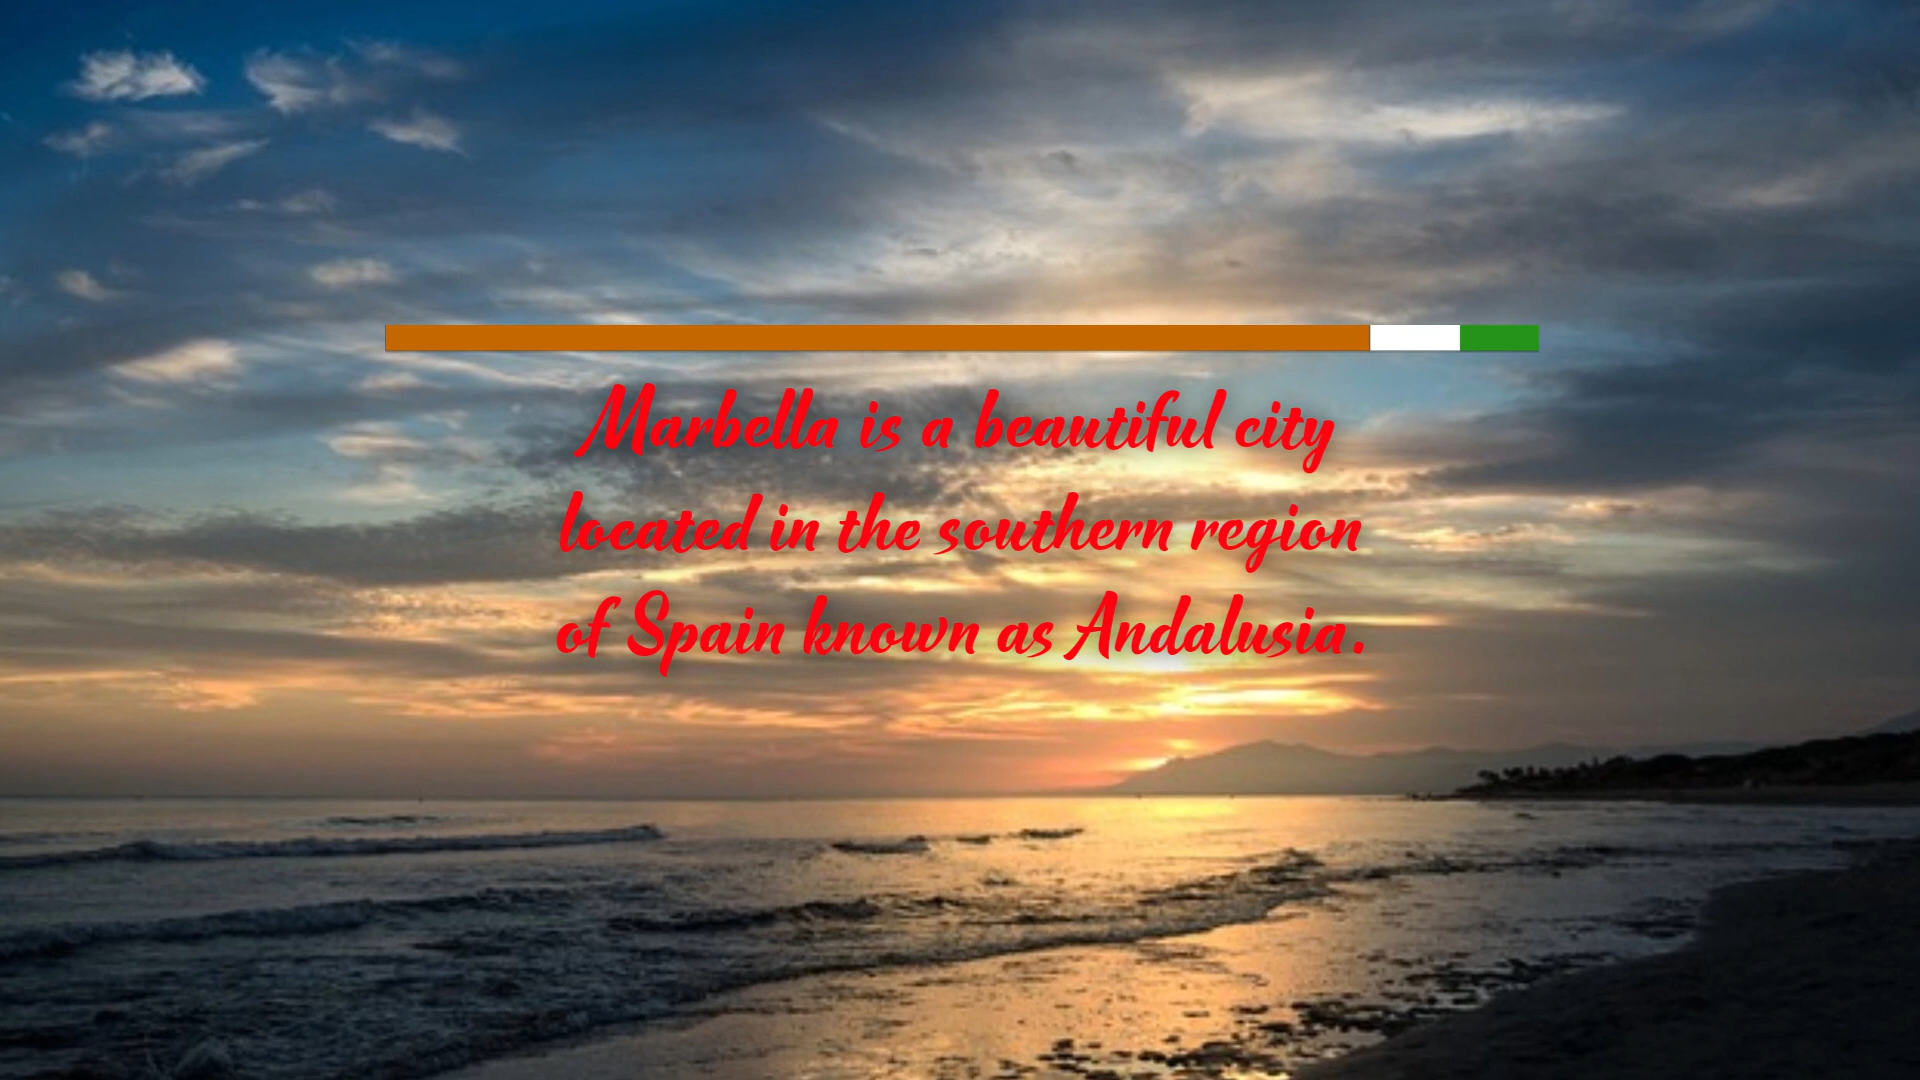 Marbella is a beautiful city
located in the southern region
of Spain known as Andalusia.